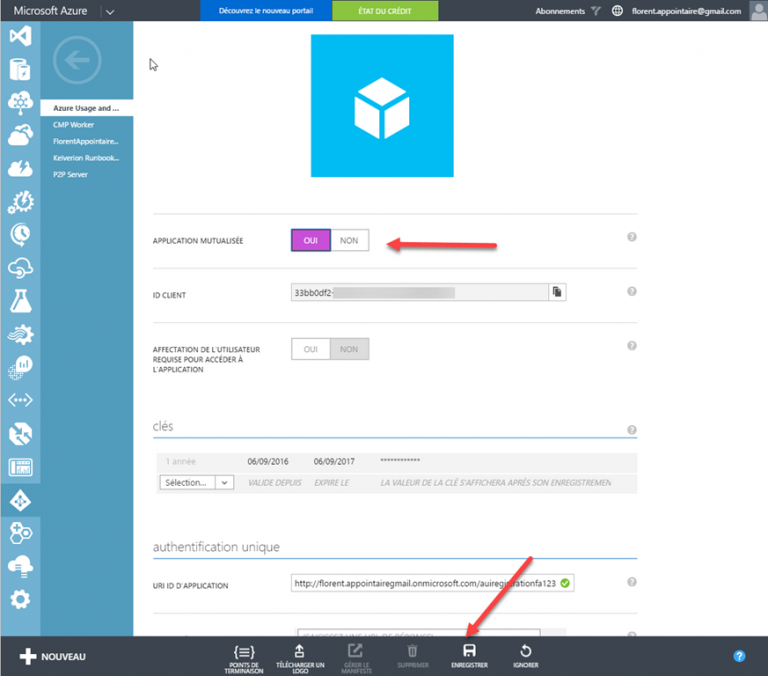 Microsoft Azure
Découvrez le nouveau portail
ÉTAT DU CRÉDIT
Abonnements
florent.appointaire@gmail.com
Azure Usage and ...
CMP Worker
FlorentAppointaire...
Kelverion Runbook...
P2P Server
APPLICATION MUTUALISÉE
OUI
NON
ID CLIENT
33bb0df2-
AFFECTATION DE L'UTILISATEUR
REQUISE POUR ACCÉDER À
L'APPLICATION
OUI
NON
clés
1 année
06/09/2016
06/09/2017
************
Sélection...
VALIDE DEPUIS
EXPIRE LE
LA VALEUR DE LA CLÉ S'AFFICHERA APRÈS SON ENREGISTREMEN
authentification unique
URI ID D'APPLICATION
http://florent.appointairegmail.onmicrosoft.com/auiregistrationfa123
NOUVEAU
POINTS DE
TERMINAISON
TÉLÉCHARGER UN
LOGO
GÉRER LE
MANIFESTE
SUPPRIMER
ENREGISTRER
IGNORER